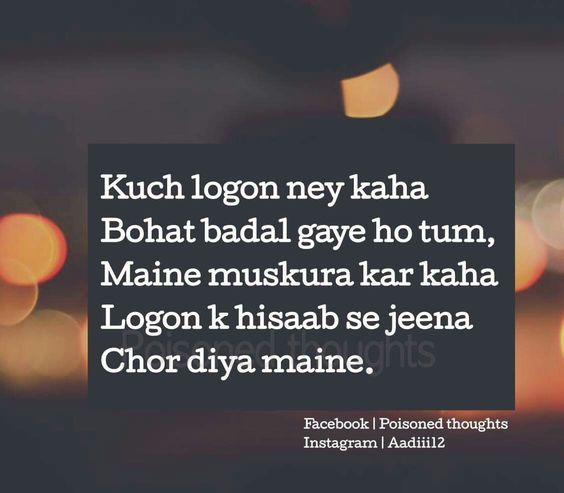 Kuch logon ney kaha
Bohat badal gaye ho tum,
Maine muskura kar kaha
Logon k hisaab se jeena
Chor diya maine.
Poisoned thoughts
Facebook | Poisoned thoughts
Instagram | Aadiii12